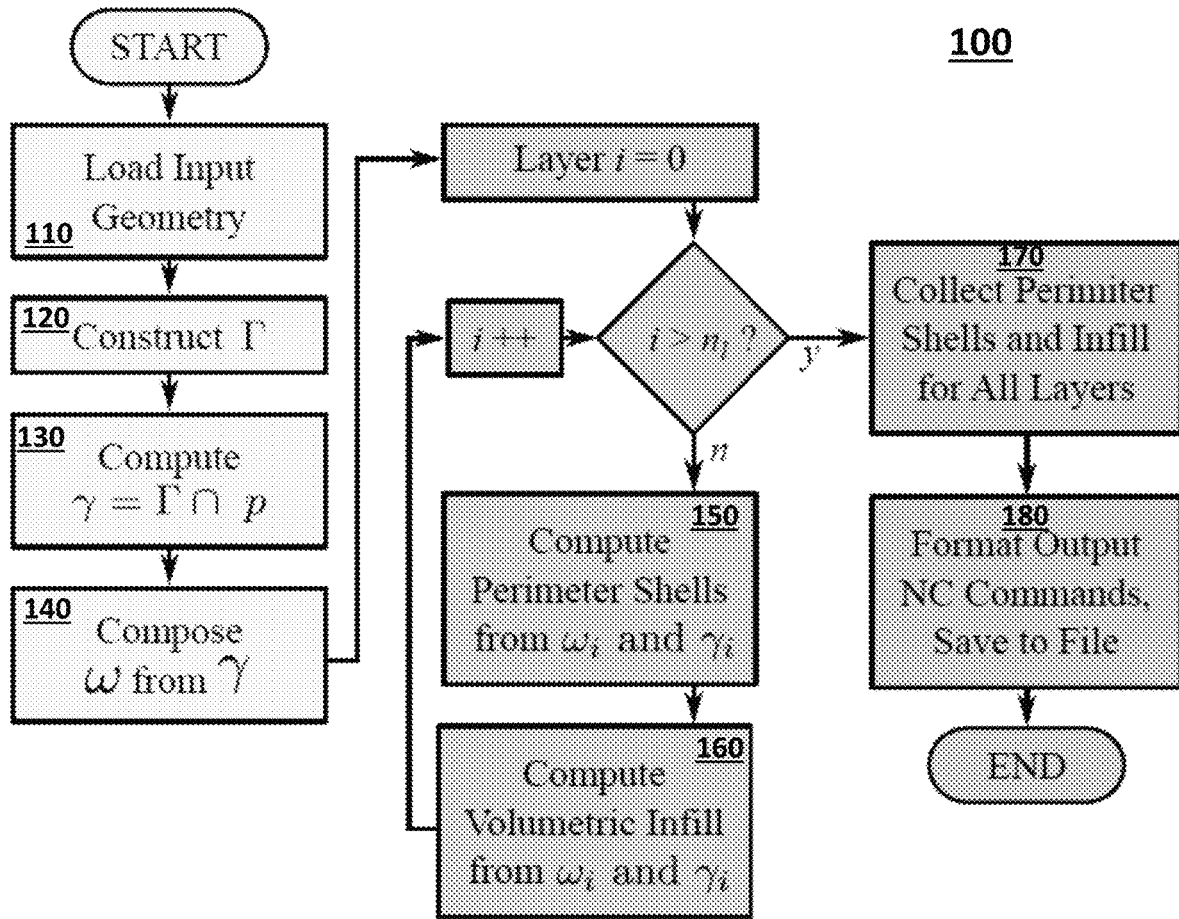 START
100
Load Input
Geometry
110
120
Construct Γ
130
Compute
γ = Γ ∩ p
140
Compose
ω from γ
Layer i = 0
i ++
i > n_l ?
y
n
150
Compute
Perimeter Shells
from ω_i and γ_i
160
Compute
Volumetric Infill
from ω_i and γ_i
170
Collect Perimiter
Shells and Infill
for All Layers
180
Format Output
NC Commands,
Save to File
END